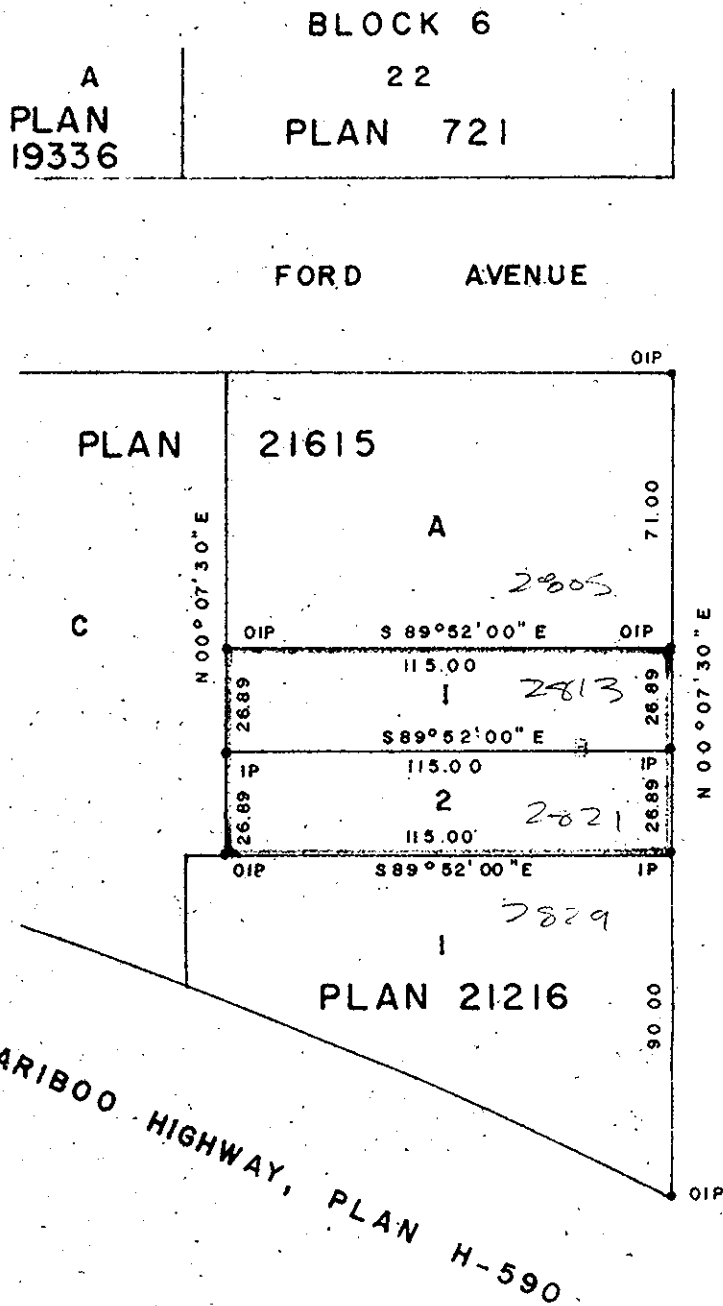 BLOCK 6
A
22
PLAN
19336
PLAN 721
FORD AVENUE
OIP
PLAN 21615
N 00° 07' 30" E
A
71.00
2805
C
OIP
S 89° 52' 00" E
OIP
115.00
26.89
1
2813
26.89
N 00° 07' 30" E
S 89° 52' 00" E
IP
115.00
IP
26.89
2
2821
26.89
115.00
OIP
S 89° 52' 00" E
IP
2829
1
PLAN 21216
90.00
ARIBOO HIGHWAY, PLAN H-590
OIP